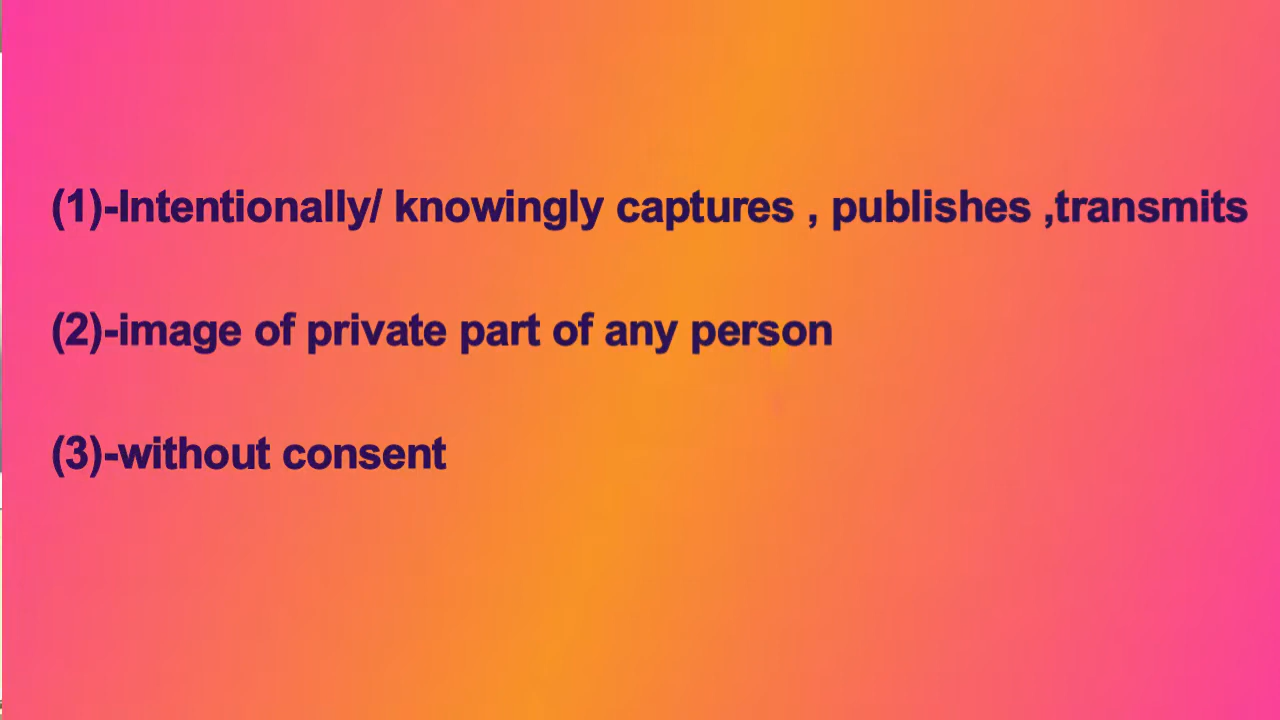 (1)-Intentionally/ knowingly captures , publishes ,transmits
(2)-image of private part of any person
(3)-without consent